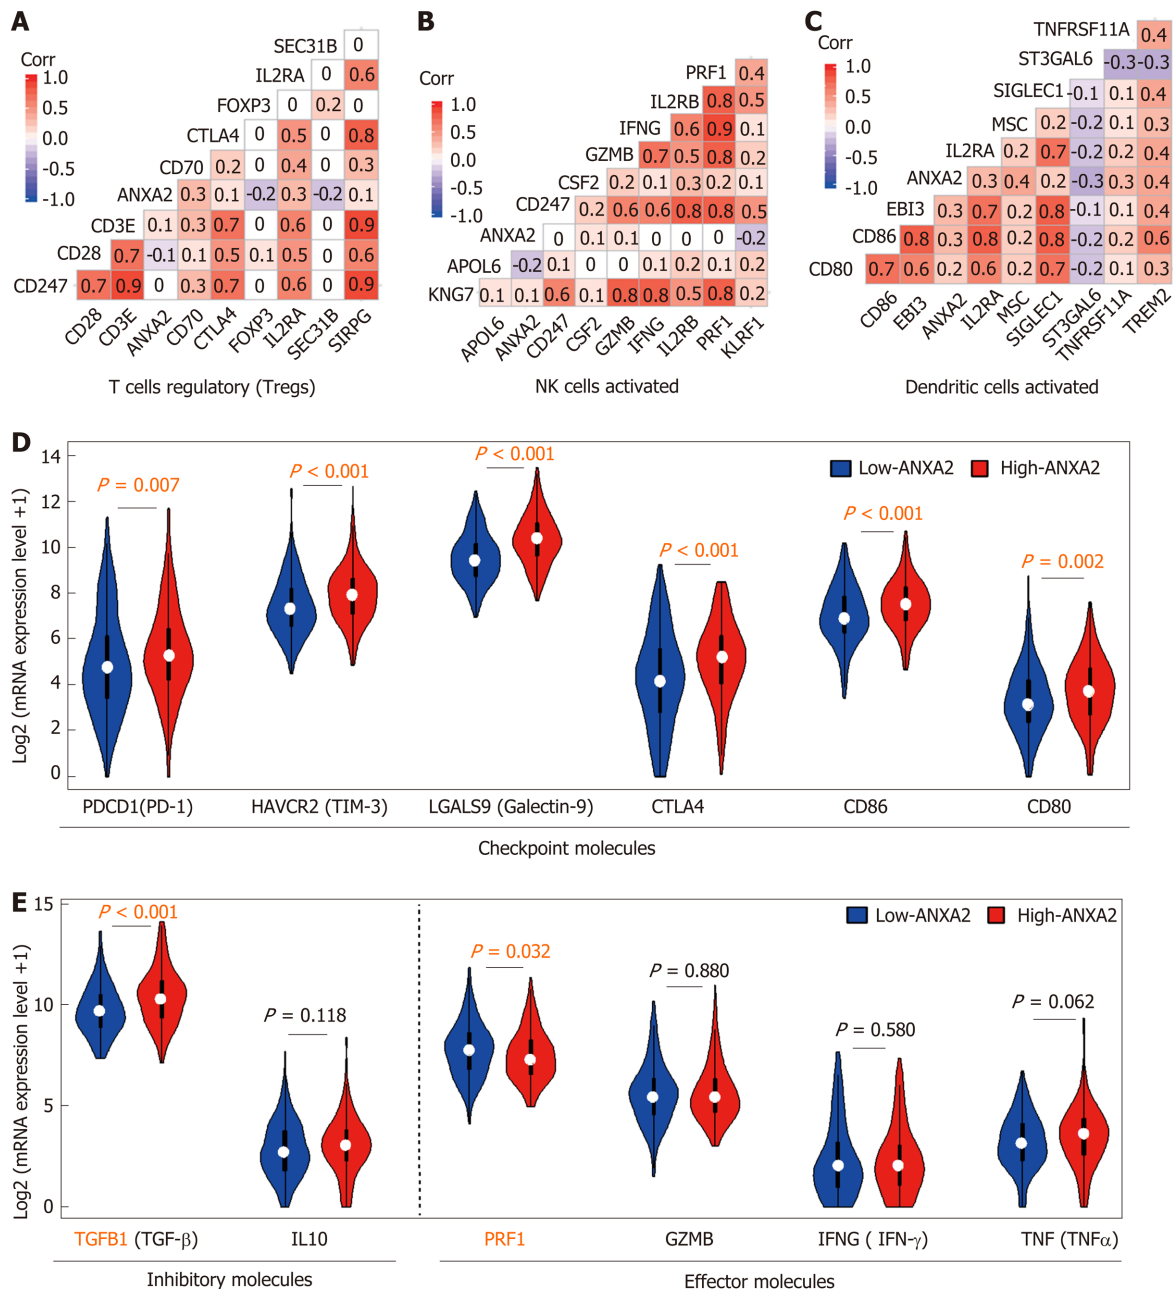 A
Corr
1.0
0.5
0.0
-0.5
-1.0
SEC31B 0
IL2RA 0 0.6
FOXP3 0 0.2 0
CTLA4 0 0.5 0 0.8
CD70 0.2 0 0.4 0 0.3
ANXA2 0.3 0.1 -0.2 0.3 -0.2 0.1
CD3E 0.1 0.3 0.7 0 0.6 0 0.9
CD28 0.7 -0.1 0.1 0.5 0.1 0.5 0 0.6
CD247 0.7 0.9 0 0.3 0.7 0 0.6 0 0.9
CD28 CD3E ANXA2 CD70 CTLA4 FOXP3 IL2RA SEC31B SIRPG
T cells regulatory (Tregs)
B
Corr
1.0
0.5
0.0
-0.5
-1.0
PRF1 0.4
IL2RB 0.8 0.5
IFNG 0.6 0.9 0.1
GZMB 0.7 0.5 0.8 0.2
CSF2 0.2 0.1 0.3 0.2 0.1
CD247 0.2 0.6 0.6 0.8 0.8 0.5
ANXA2 0 0.1 0.1 0 0 0 -0.2
APOL6 -0.2 0.1 0 0 0.1 0.2 0.1 0.2
KNG7 0.1 0.1 0.6 0.1 0.8 0.8 0.5 0.8 0.2
APOL6 ANXA2 CD247 CSF2 GZMB IFNG IL2RB PRF1 KLRF1
NK cells activated
C
Corr
1.0
0.5
0.0
-0.5
-1.0
TNFRSF11A 0.4
ST3GAL6 -0.3 -0.3
SIGLEC1 -0.1 0.1 0.4
MSC 0.2 -0.2 0.1 0.3
IL2RA 0.2 0.7 -0.2 0.2 0.4
ANXA2 0.3 0.4 0.2 -0.3 0.3 0.4
EBI3 0.3 0.7 0.2 0.8 -0.1 0.1 0.4
CD86 0.8 0.3 0.8 0.2 0.8 -0.2 0.2 0.6
CD80 0.7 0.6 0.2 0.6 0.2 0.7 -0.2 0.1 0.3
CD86 EBI3 ANXA2 IL2RA MSC SIGLEC1 ST3GAL6 TNFRSF11A TREM2
Dendritic cells activated
D
Log2 (mRNA expression level +1)
14
12
10
8
6
4
2
0
P = 0.007
P < 0.001
P < 0.001
P < 0.001
P < 0.001
P = 0.002
Low-ANXA2 High-ANXA2
PDCD1(PD-1) HAVCR2 (TIM-3) LGALS9 (Galectin-9) CTLA4 CD86 CD80
Checkpoint molecules
E
Log2 (mRNA expression level +1)
15
10
5
0
P < 0.001
P = 0.118
P = 0.032
P = 0.880
P = 0.580
P = 0.062
Low-ANXA2 High-ANXA2
TGFB1 (TGF-β) IL10 PRF1 GZMB IFNG ( IFN-γ) TNF (TNFα)
Inhibitory molecules Effector molecules